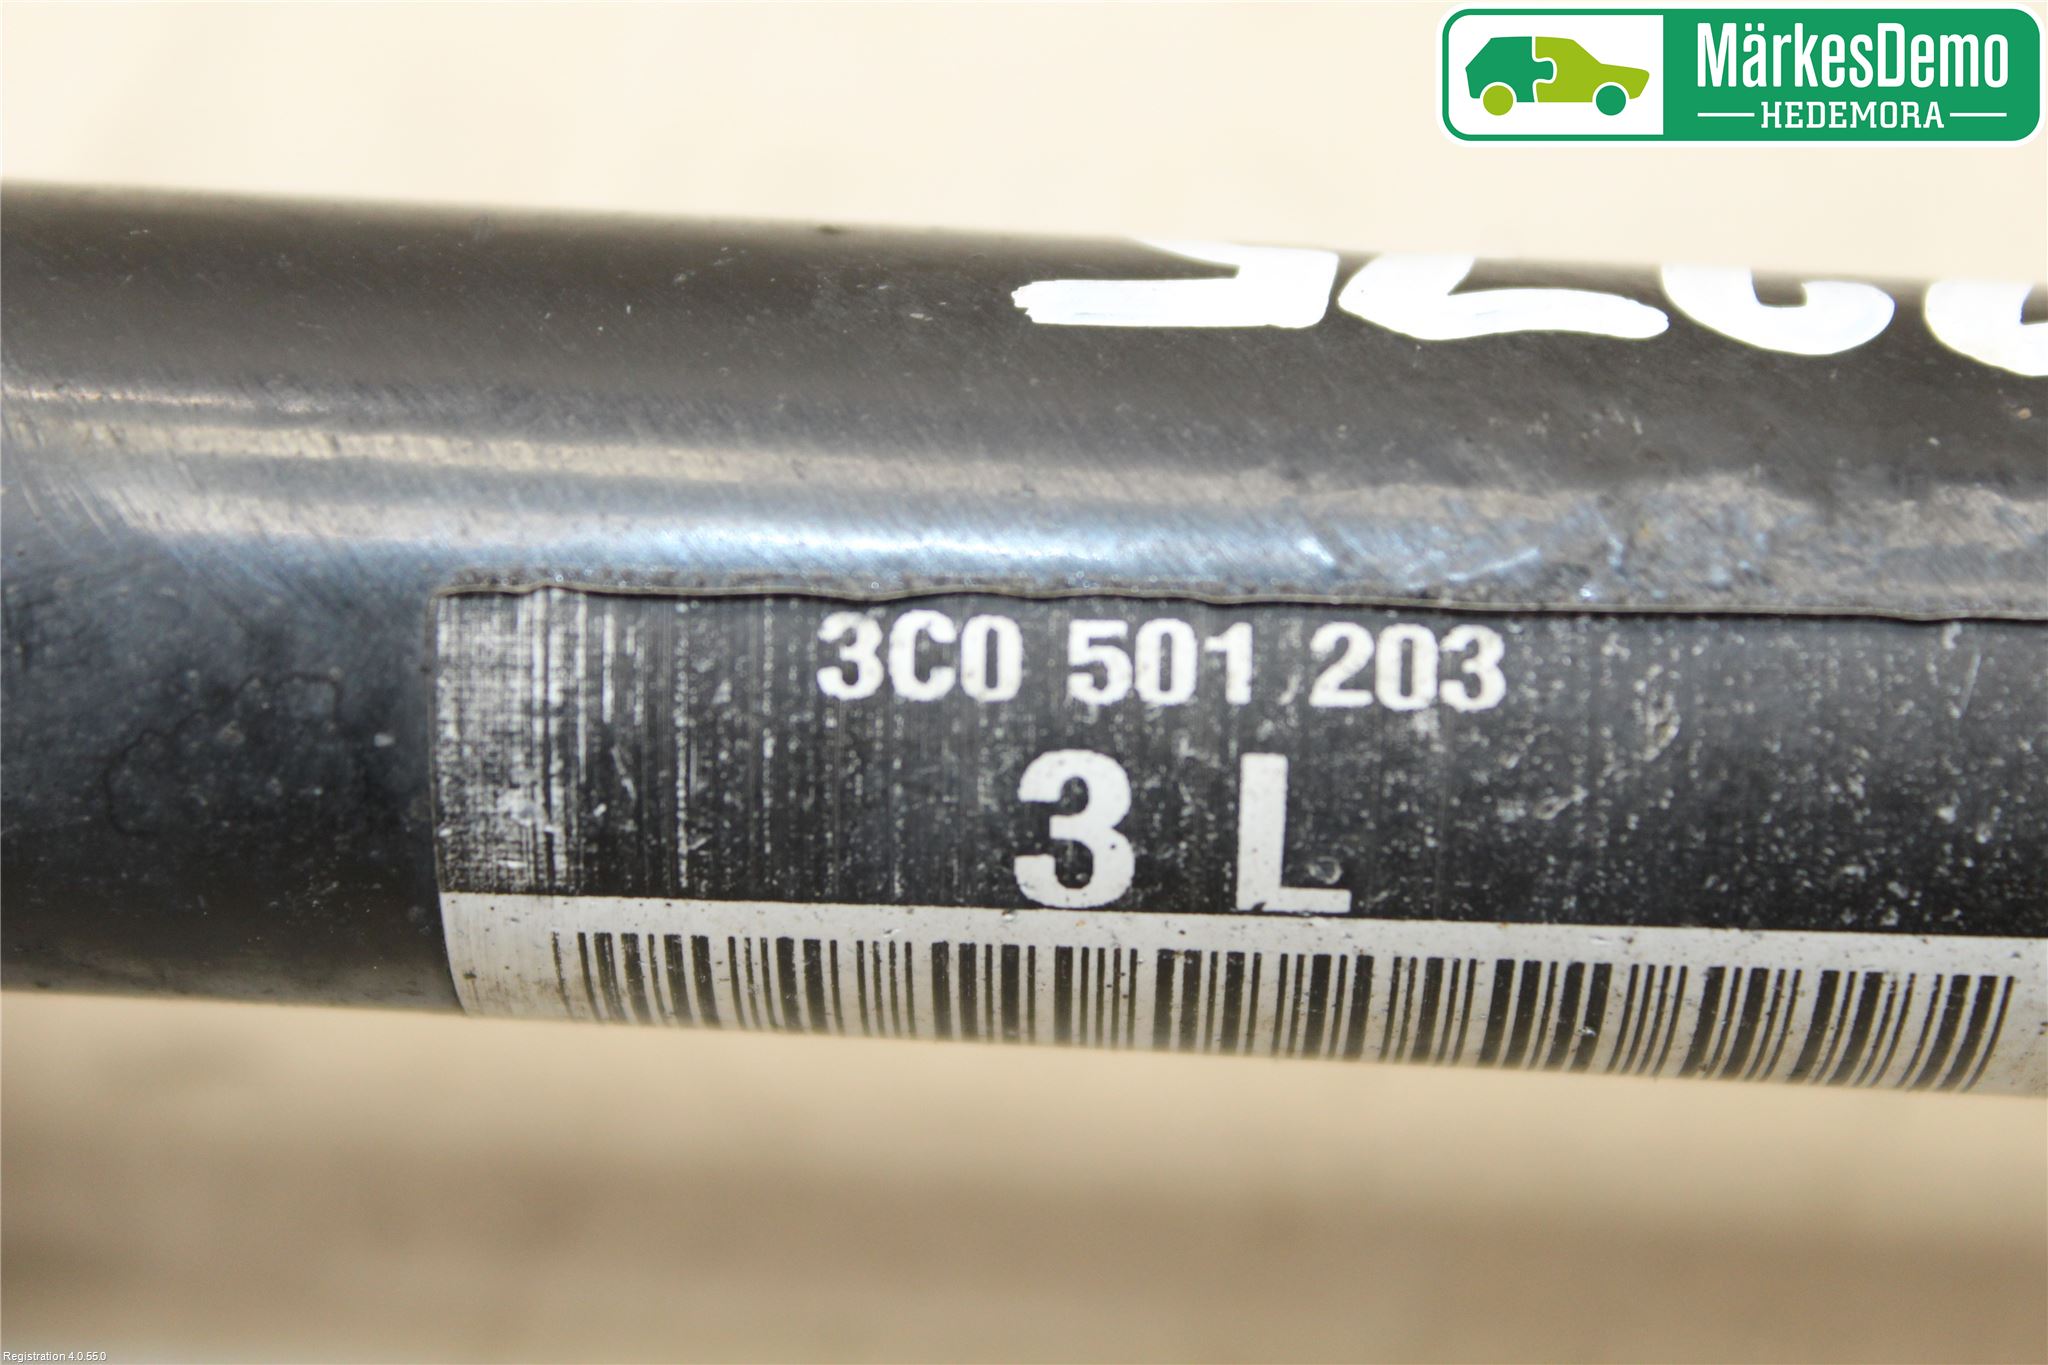 MärkesDemo
HEDEMORA
3C0 501 203
3 L
Registration 4.0.55.0